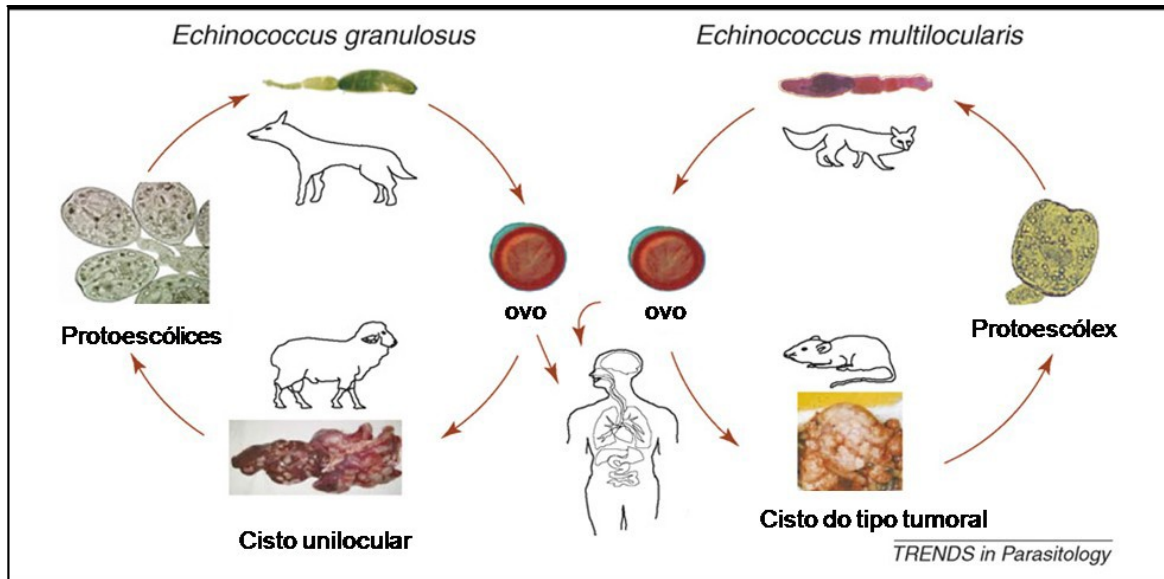 Echinococcus granulosus
Echinococcus multilocularis
ovo
ovo
Protoescólices
Protoescólex
Cisto unilocular
Cisto do tipo tumoral
TRENDS in Parasitology